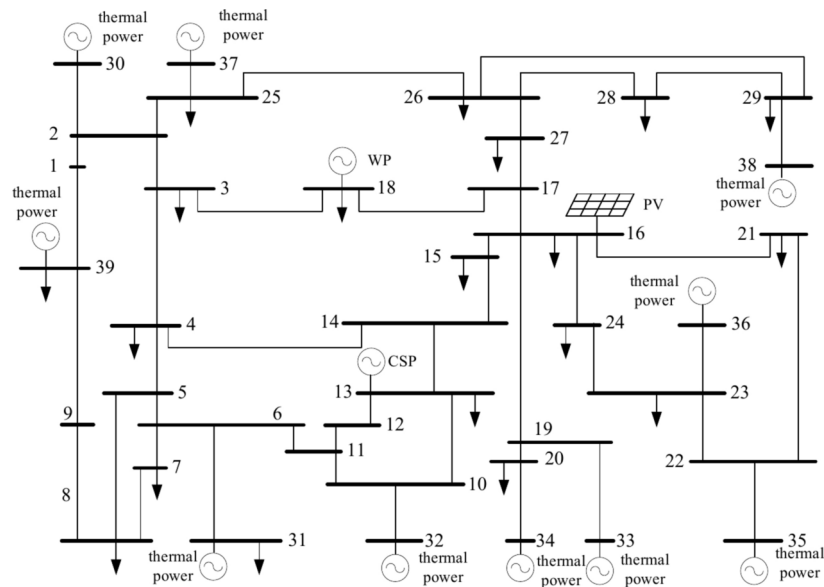 thermal
power
thermal
power
30
37
25
26
28
29
2
27
1
WP
38
thermal
power
3
18
17
thermal
power
PV
16
21
15
39
thermal
power
4
14
24
36
CSP
5
13
23
9
6
12
19
11
7
20
22
10
8
31
32
34
33
35
thermal
power
thermal
power
thermal
power
thermal
power
thermal
power